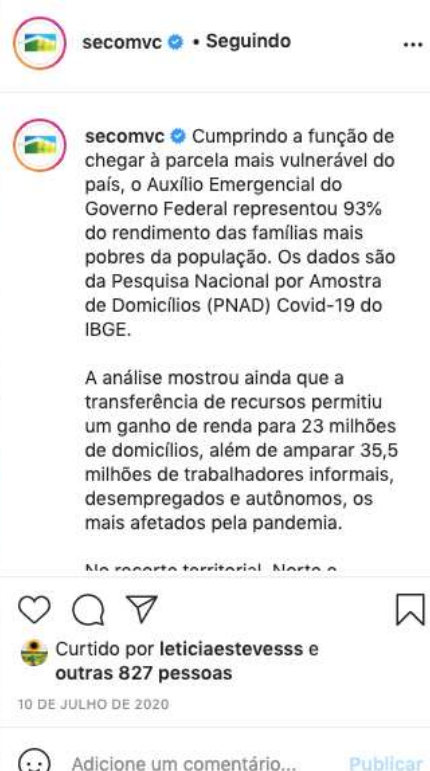 secomvc • Seguindo
secomvc Cumprindo a função de
chegar à parcela mais vulnerável do
país, o Auxílio Emergencial do
Governo Federal representou 93%
do rendimento das famílias mais
pobres da população. Os dados são
da Pesquisa Nacional por Amostra
de Domicílios (PNAD) Covid-19 do
IBGE.
A análise mostrou ainda que a
transferência de recursos permitiu
um ganho de renda para 23 milhões
de domicílios, além de amparar 35,5
milhões de trabalhadores informais,
desempregados e autônomos, os
mais afetados pela pandemia.
No recorte territorial, Norte e
Curtido por leticiaestevesss e
outras 827 pessoas
10 DE JULHO DE 2020
Adicione um comentário... Publicar